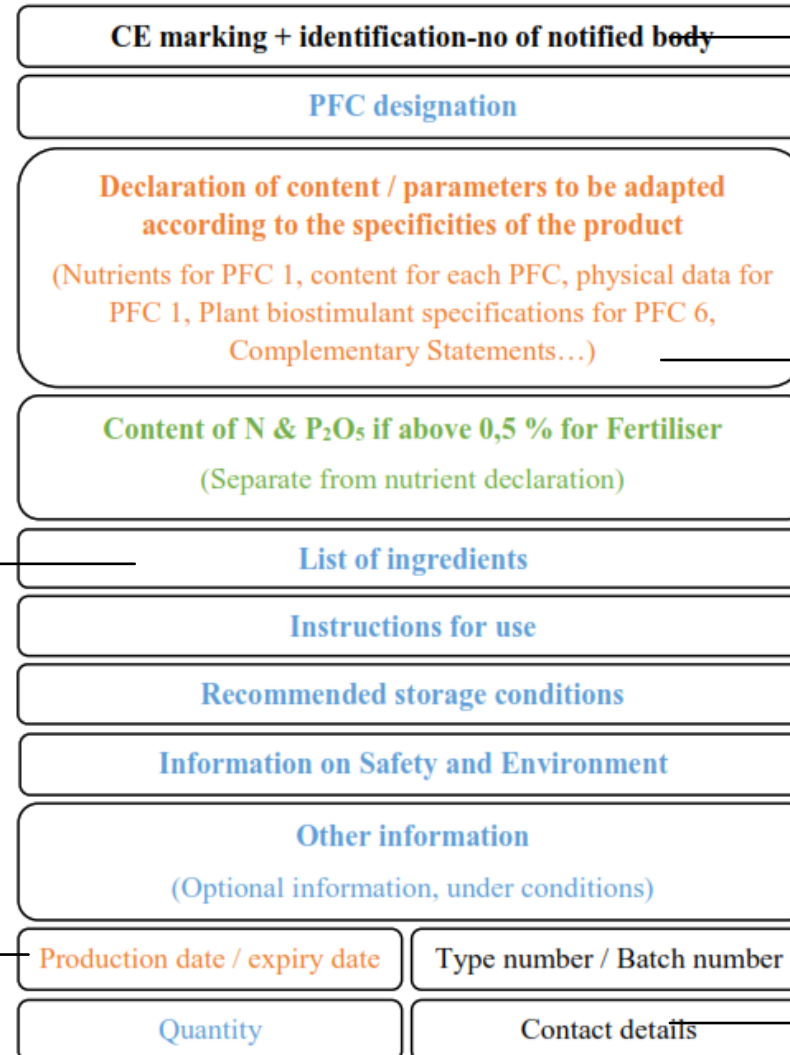 CE marking + identification-no of notified body
PFC designation
Declaration of content / parameters to be adapted
according to the specificities of the product
(Nutrients for PFC 1, content for each PFC, physical data for
PFC 1, Plant biostimulant specifications for PFC 6,
Complementary Statements…)
Content of N & P₂O₅ if above 0,5 % for Fertiliser
(Separate from nutrient declaration)
List of ingredients
Instructions for use
Recommended storage conditions
Information on Safety and Environment
Other information
(Optional information, under conditions)
Production date / expiry date
Type number / Batch number
Quantity
Contact details